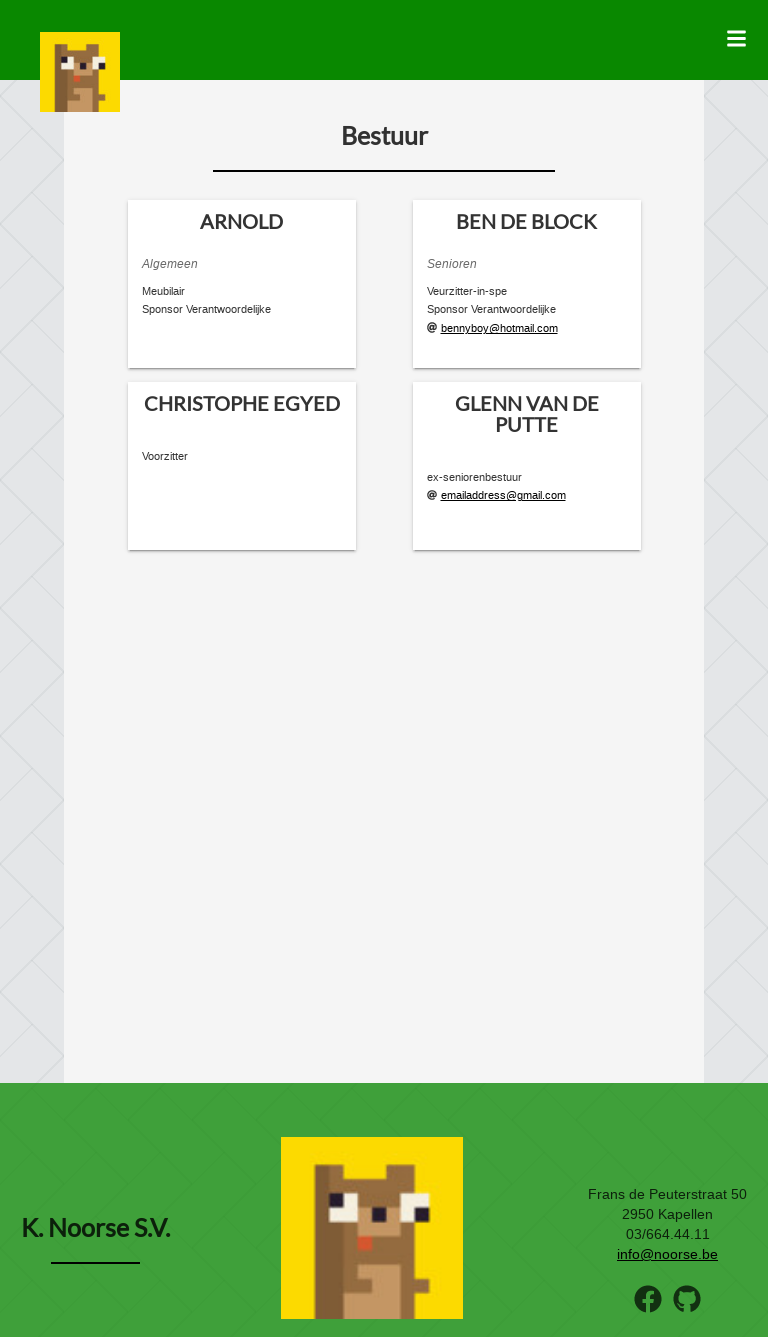 Bestuur
ARNOLD
Algemeen
Meubilair
Sponsor Verantwoordelijke
BEN DE BLOCK
Senioren
Veurzitter-in-spe
Sponsor Verantwoordelijke
@ bennyboy@hotmail.com
CHRISTOPHE EGYED
Voorzitter
GLENN VAN DE
PUTTE
ex-seniorenbestuur
@ emailaddress@gmail.com
K. Noorse S.V.
Frans de Peuterstraat 50
2950 Kapellen
03/664.44.11
info@noorse.be